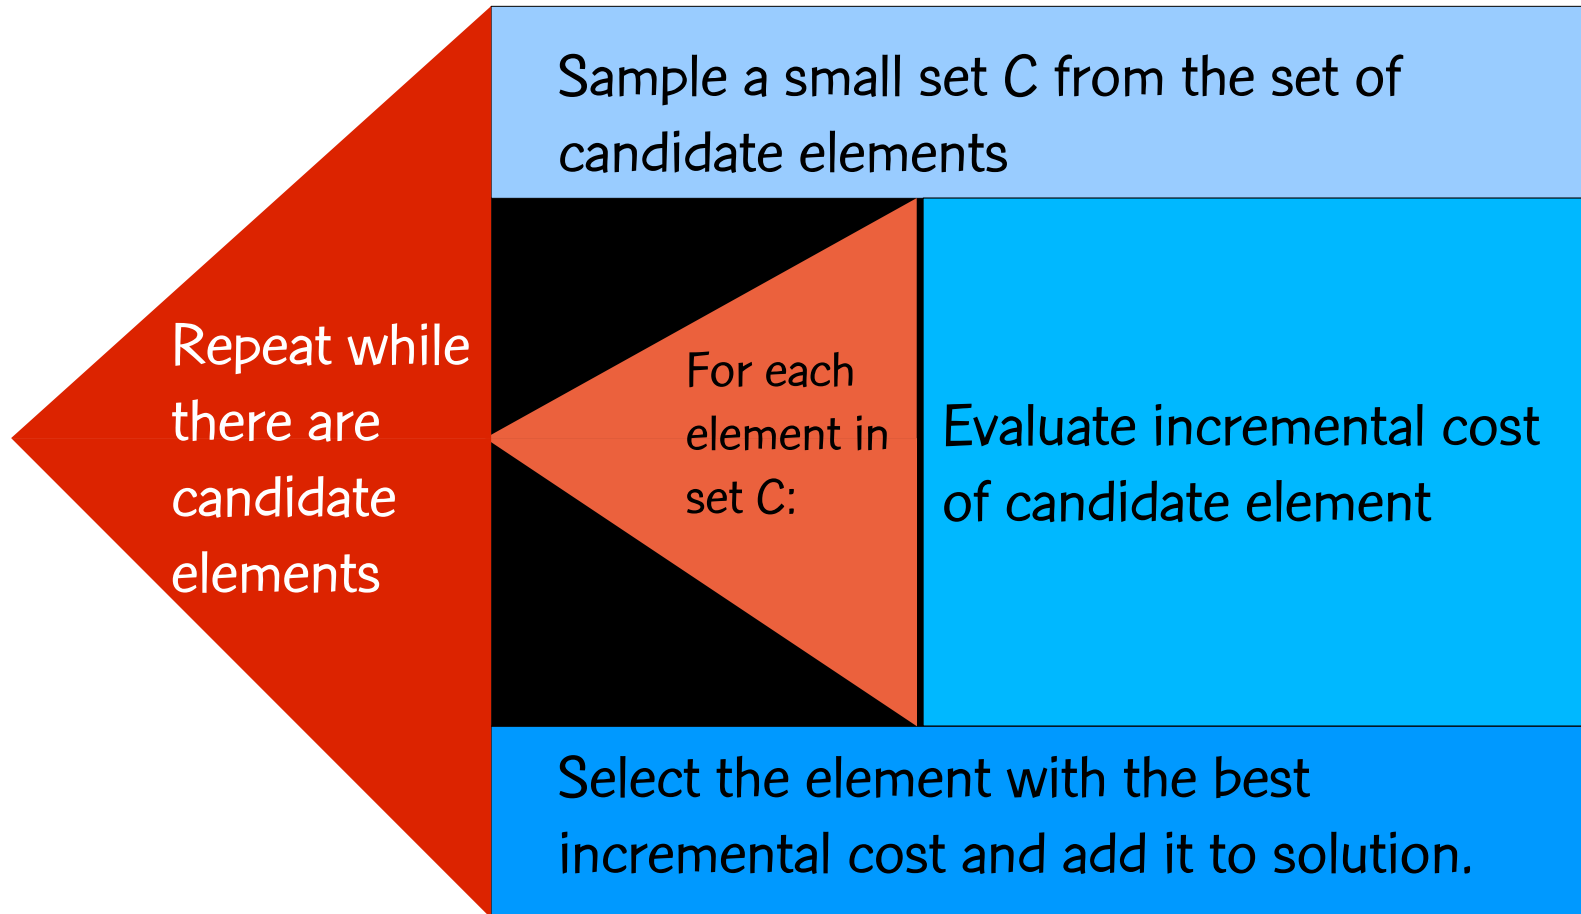 Sample a small set C from the set of
candidate elements
Repeat while
there are
candidate
elements
For each
element in
set C:
Evaluate incremental cost
of candidate element
Select the element with the best
incremental cost and add it to solution.